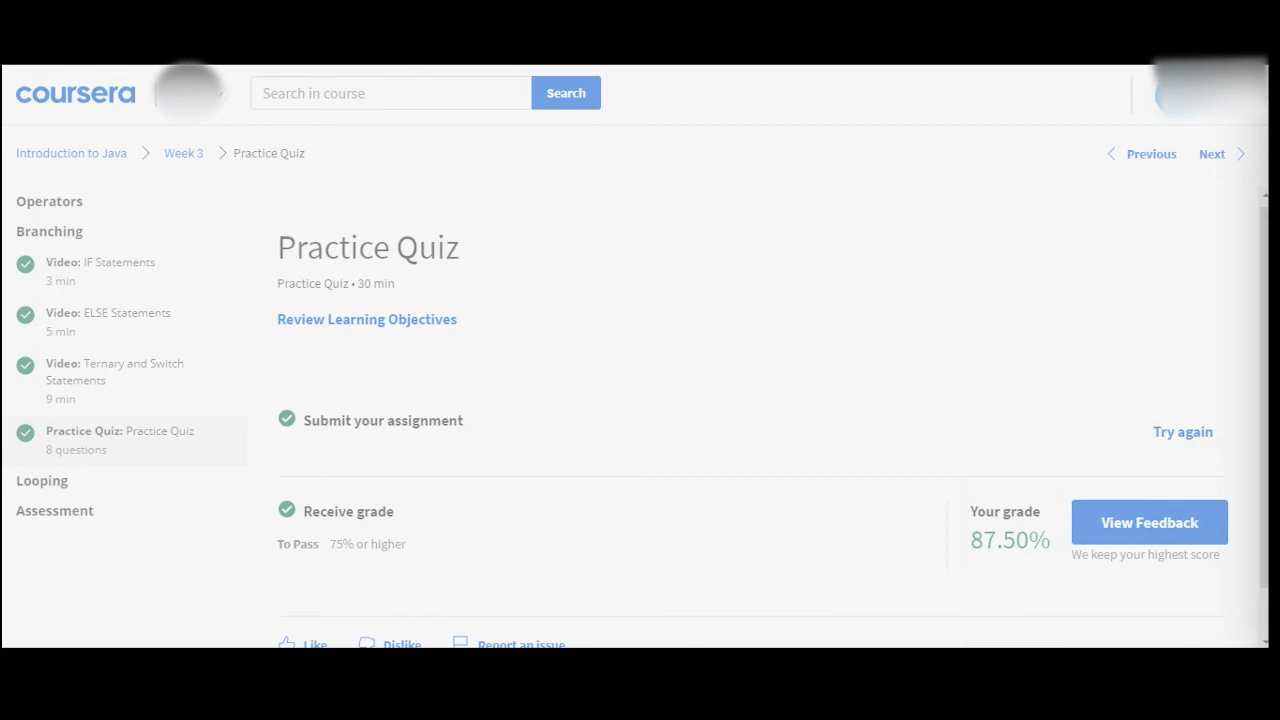 coursera
Search in course
Search
Introduction to Java
Week 3
Practice Quiz
Previous
Next
Operators
Branching
Video: IF Statements
3 min
Video: ELSE Statements
5 min
Video: Ternary and Switch
Statements
9 min
Practice Quiz: Practice Quiz
8 questions
Looping
Assessment
Practice Quiz
Practice Quiz • 30 min
Review Learning Objectives
Submit your assignment
Try again
Receive grade
To Pass 75% or higher
Your grade
87.50%
View Feedback
We keep your highest score
Like
Dislike
Report an issue